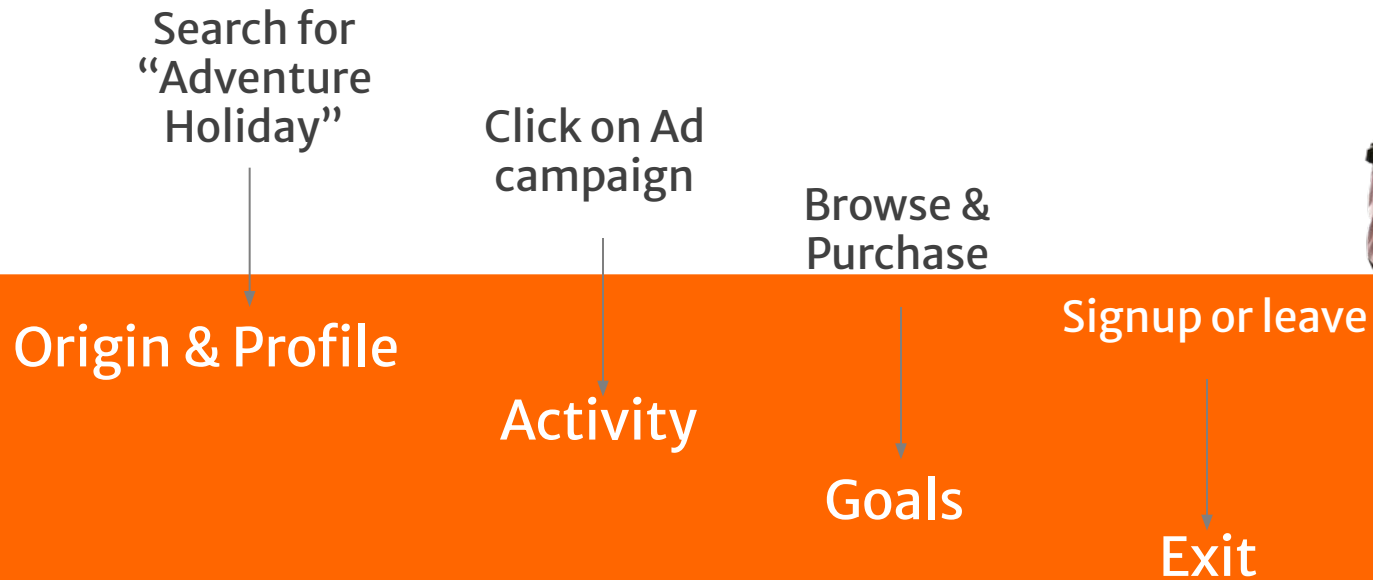 Search for
“Adventure
Holiday”
Click on Ad
campaign
Browse &
Purchase
Signup or leave
Origin & Profile
Activity
Goals
Exit